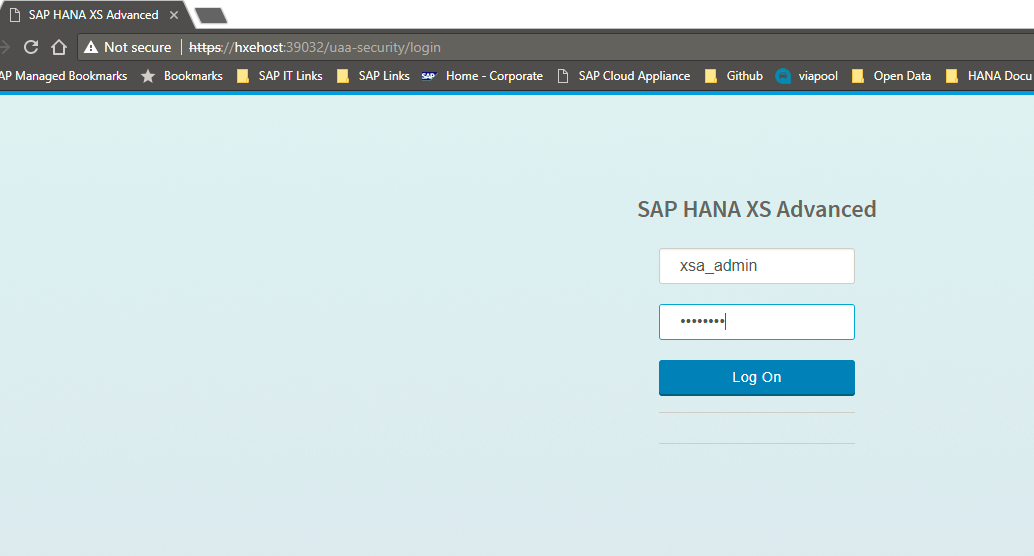 SAP HANA XS Advanced
Not secure https://hxehost:39032/uaa-security/login
AP Managed Bookmarks Bookmarks SAP IT Links SAP Links SAP Home - Corporate SAP Cloud Appliance Github viapool Open Data HANA Docu
SAP HANA XS Advanced
xsa_admin
••••••••
Log On